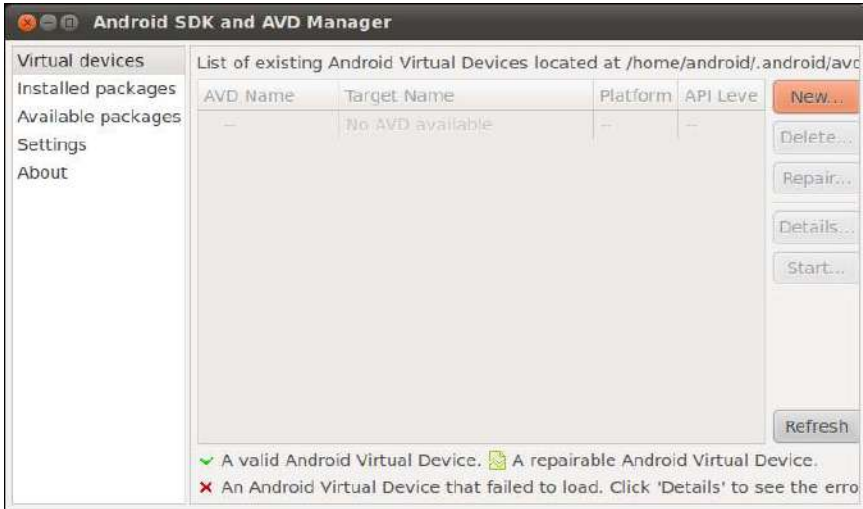 Android SDK and AVD Manager
Virtual devices
Installed packages
Available packages
Settings
About
List of existing Android Virtual Devices located at /home/android/.android/avd
AVD Name Target Name Platform API Leve
-- No AVD available -- --
New...
Delete...
Repair...
Details...
Start...
Refresh
A valid Android Virtual Device. A repairable Android Virtual Device.
An Android Virtual Device that failed to load. Click 'Details' to see the erro